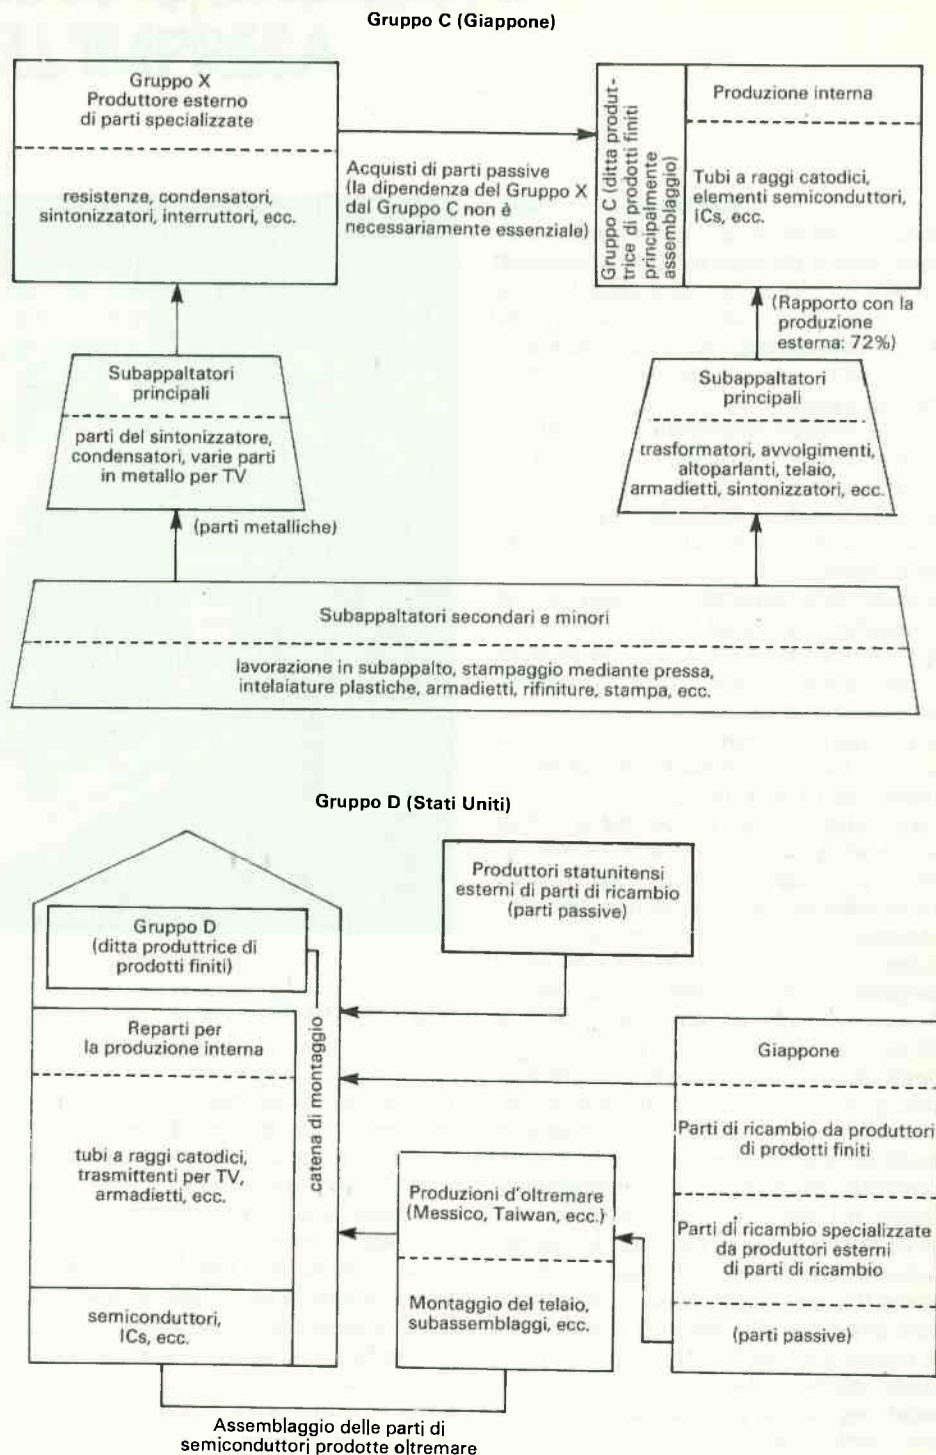 Gruppo C (Giappone)
Gruppo X
Produttore esterno
di parti specializzate
resistenze, condensatori,
sintonizzatori, interruttori, ecc.
Acquisti di parti passive
(la dipendenza del Gruppo X
dal Gruppo C non è
necessariamente essenziale)
Gruppo C (ditta produt-
trice di prodotti finiti
principalmente
assemblaggio)
Produzione interna
Tubi a raggi catodici,
elementi semiconduttori,
ICs, ecc.
(Rapporto con la
produzione
esterna: 72%)
Subappaltatori
principali
parti del sintonizzatore,
condensatori, varie parti
in metallo per TV
(parti metalliche)
Subappaltatori
principali
trasformatori, avvolgimenti,
altoparlanti, telaio,
armadietti, sintonizzatori, ecc.
Subappaltatori secondari e minori
lavorazione in subappalto, stampaggio mediante pressa,
intelaiature plastiche, armadietti, rifiniture, stampa, ecc.
Gruppo D (Stati Uniti)
Gruppo D
(ditta produttrice di
prodotti finiti)
Reparti per
la produzione interna
tubi a raggi catodici,
trasmittenti per TV,
armadietti, ecc.
semiconduttori,
ICs, ecc.
catena di montaggio
Produttori statunitensi
esterni di parti di ricambio
(parti passive)
Produzioni d'oltremare
(Messico, Taiwan, ecc.)
Montaggio del telaio,
subassemblaggi, ecc.
Giappone
Parti di ricambio da produttori
di prodotti finiti
Parti di ricambio specializzate
da produttori esterni
di parti di ricambio
(parti passive)
Assemblaggio delle parti di
semiconduttori prodotte oltremare